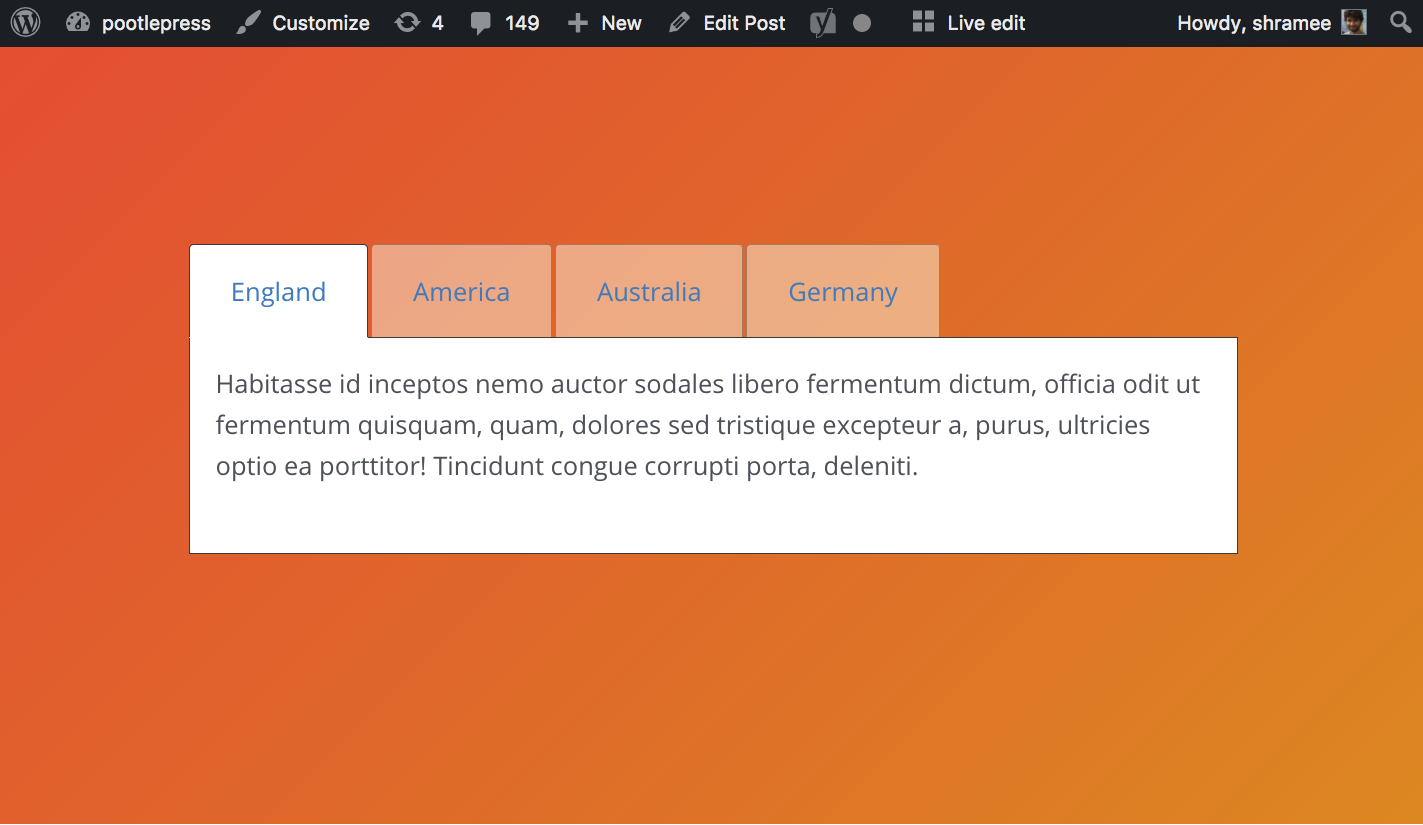 pootlepress Customize 4 149 New Edit Post Live edit Howdy, shramee
England America Australia Germany
Habitasse id inceptos nemo auctor sodales libero fermentum dictum, officia odit ut
fermentum quisquam, quam, dolores sed tristique excepteur a, purus, ultricies
optio ea porttitor! Tincidunt congue corrupti porta, deleniti.